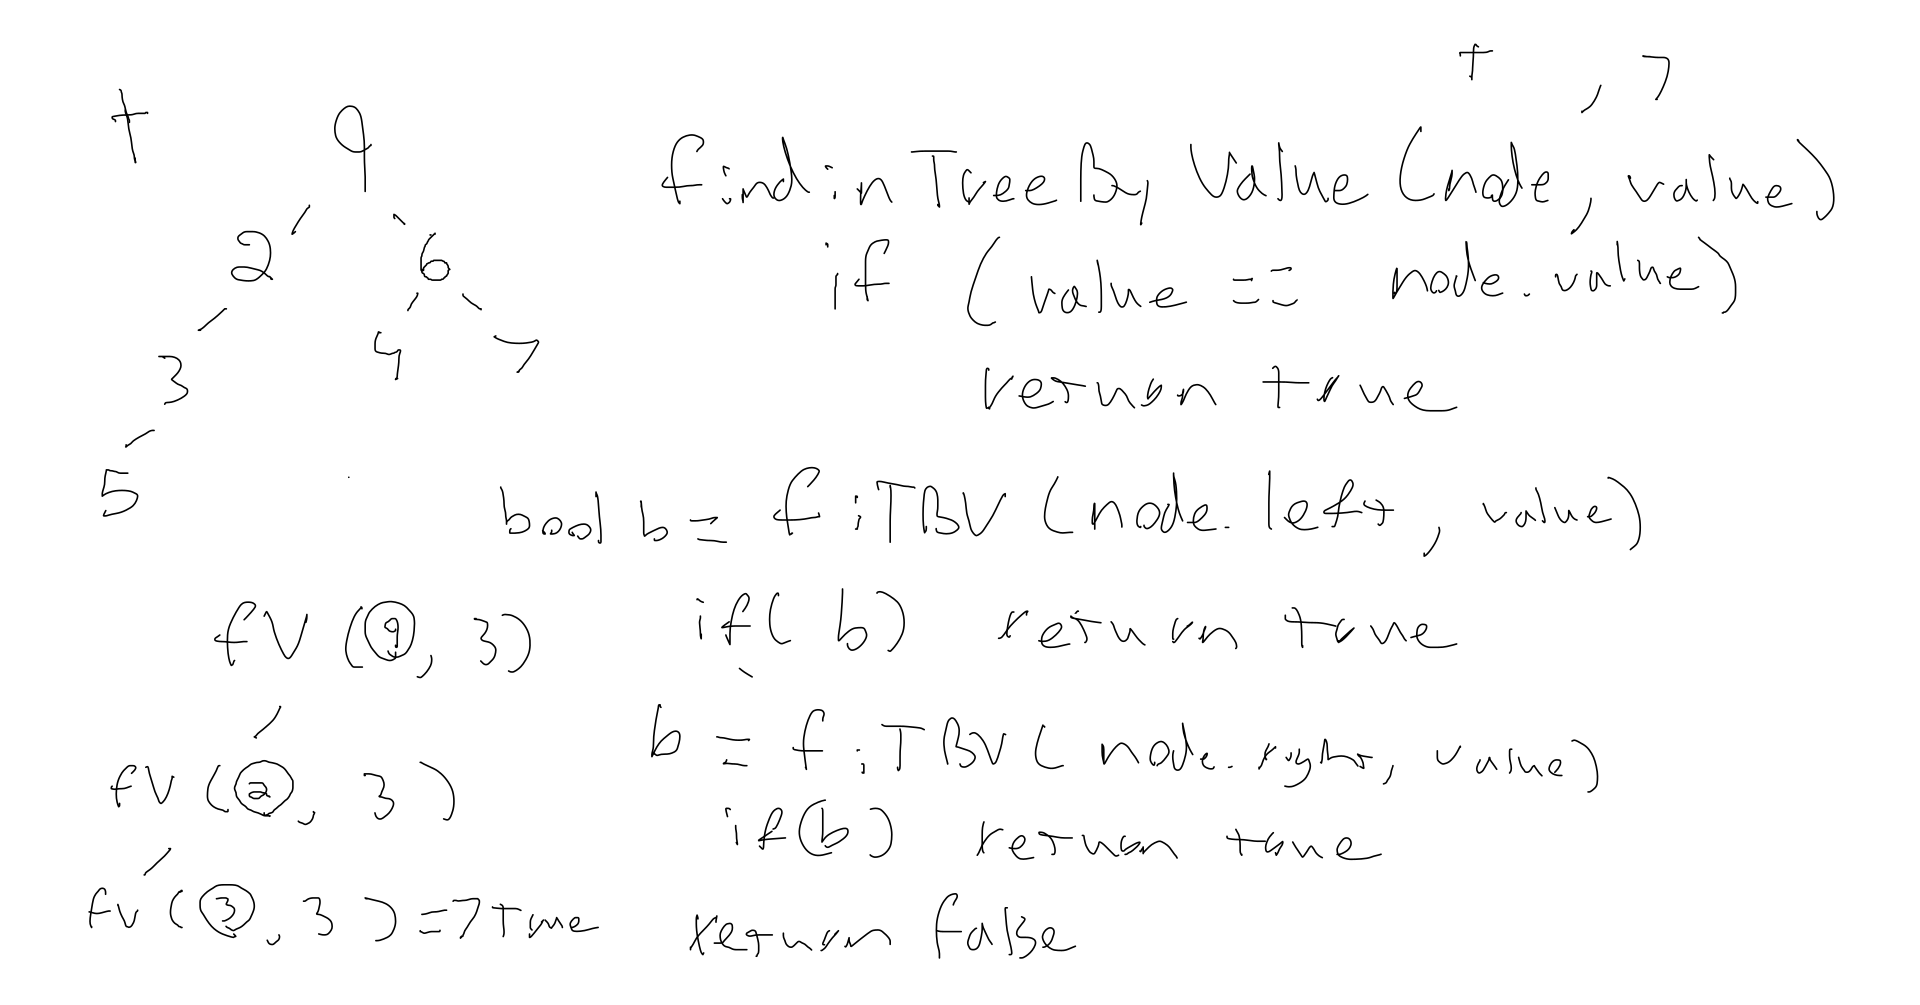 t , 7
t 9
findinTreeByValue(node, value)
2 6
if (value == node.value)
3 4 7
return true
5
bool b = fiTBV(node.left, value)
fV(9, 3)
if(b) return true
b = fiTBV(node.right, value)
fV(2, 3)
if(b) return true
fV(3, 3) => True
return false